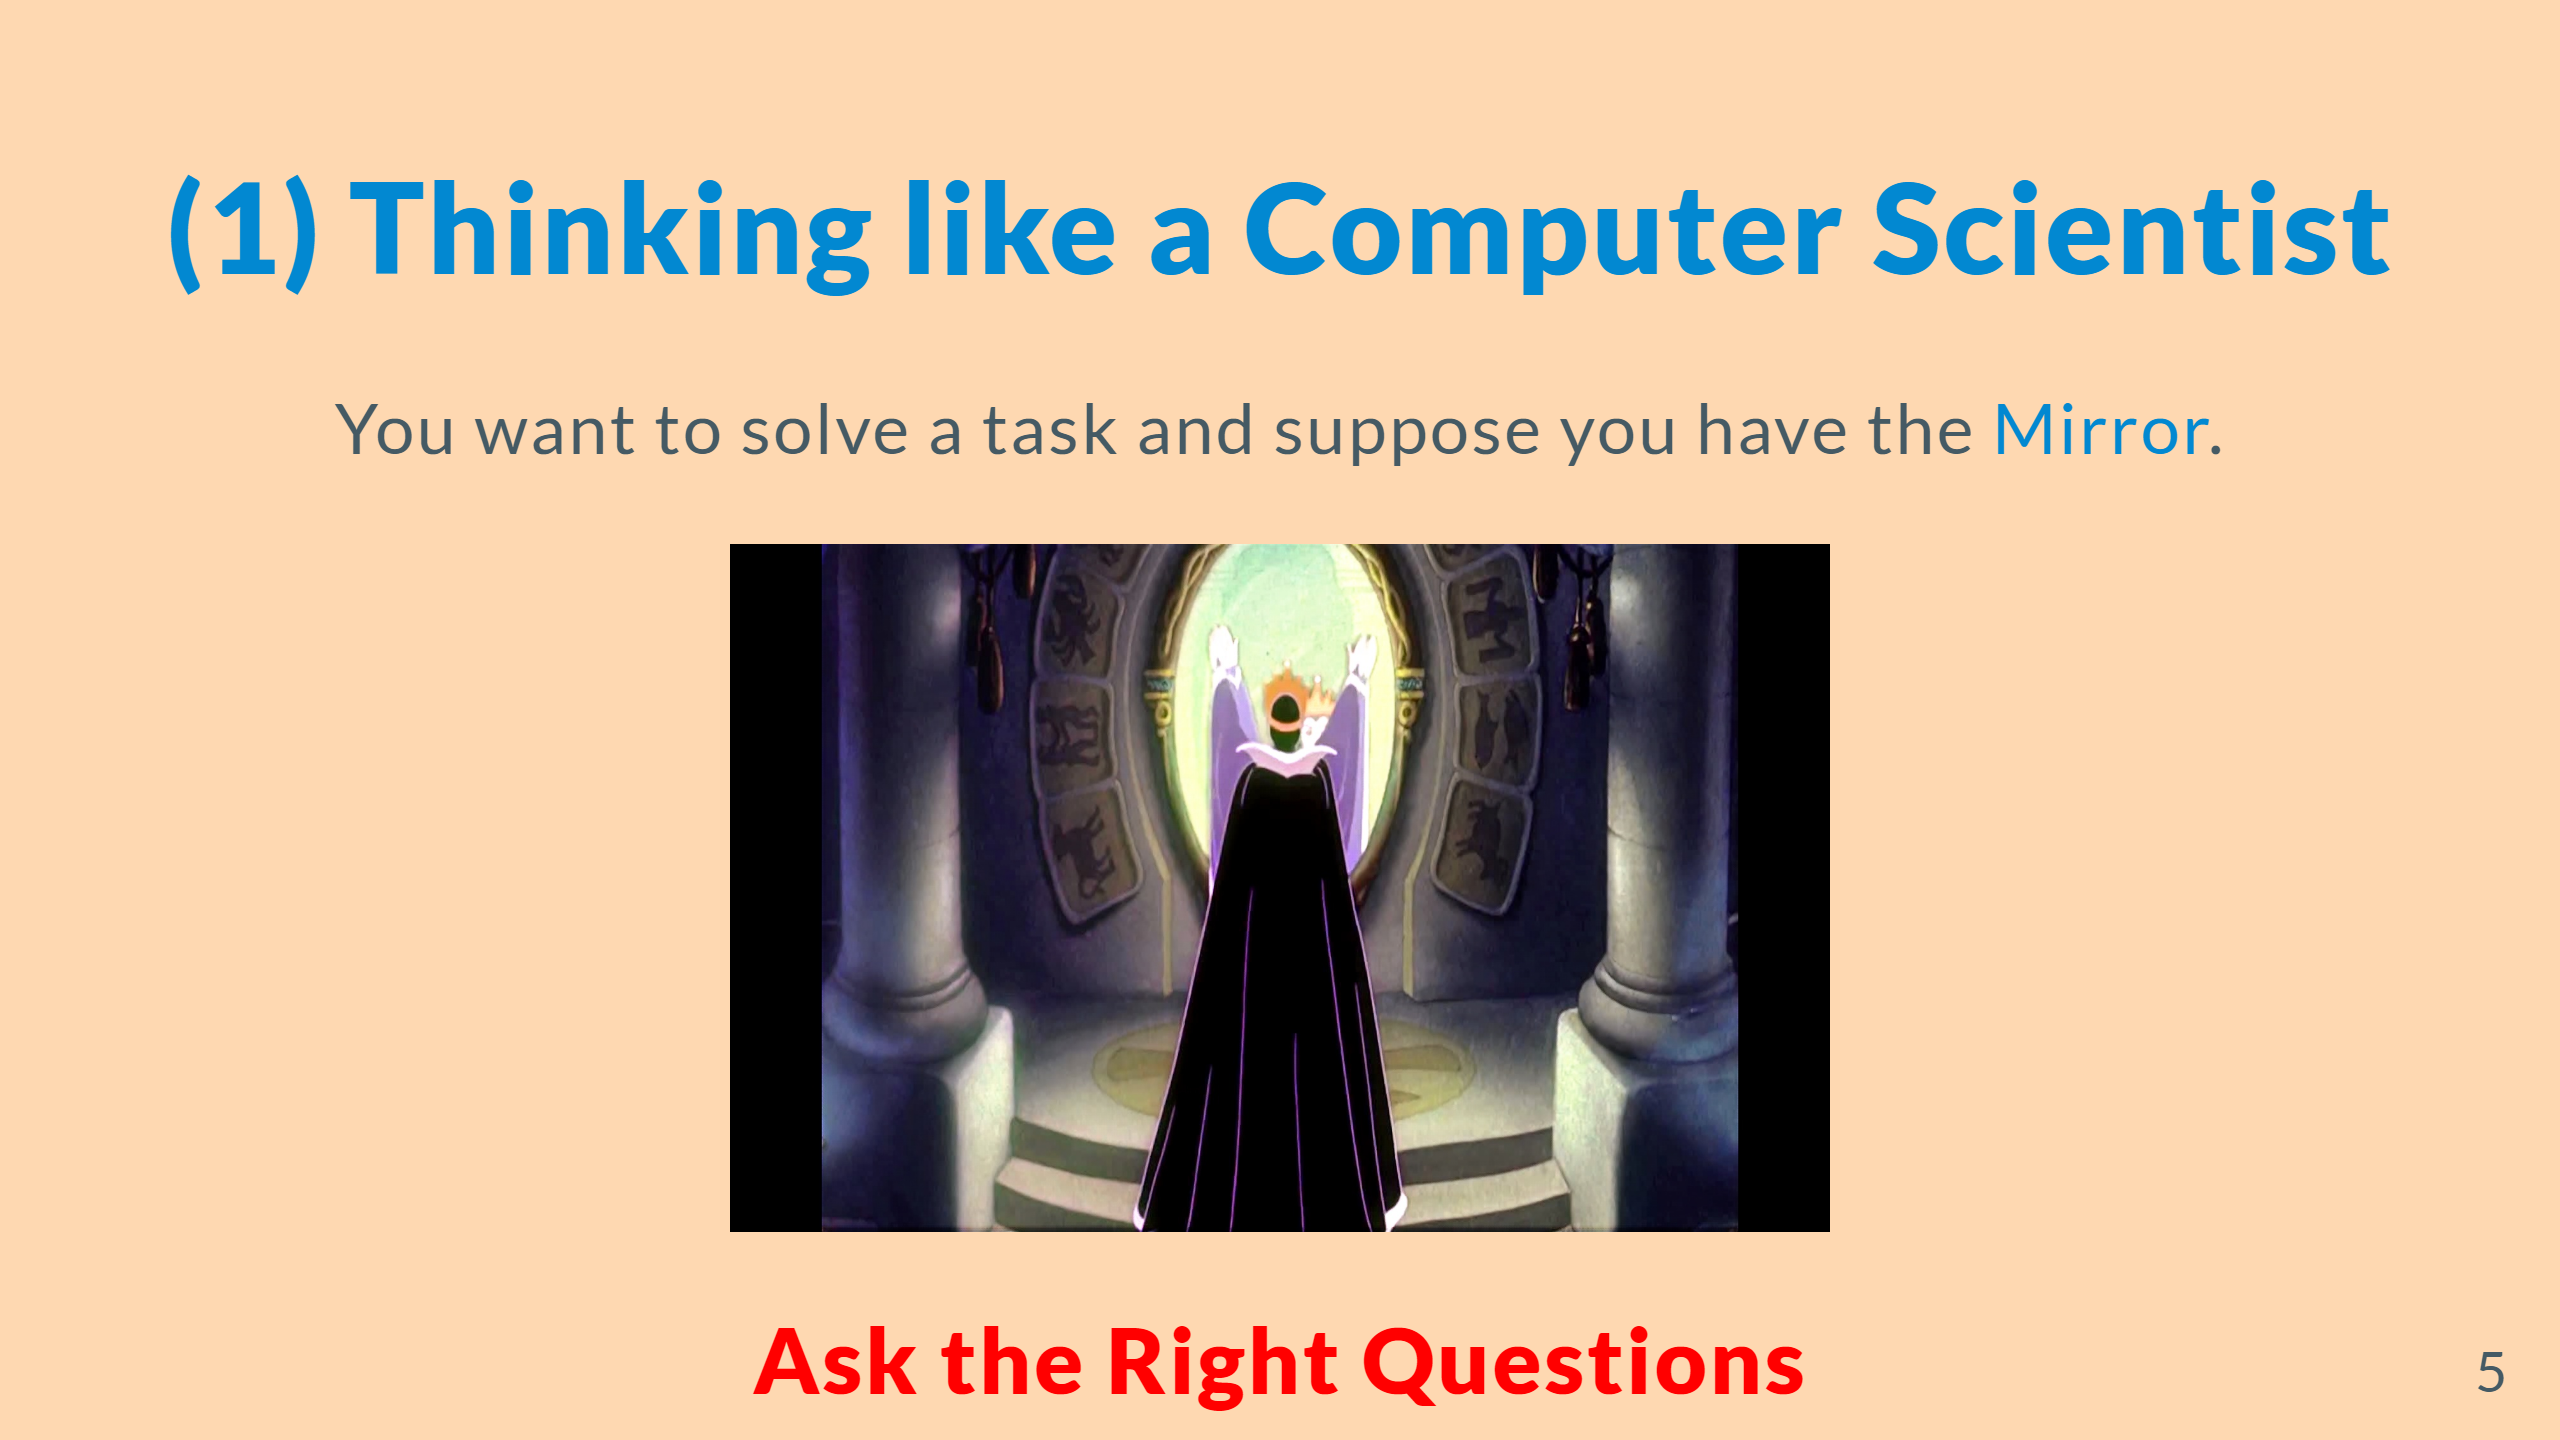 (1) Thinking like a Computer Scientist
You want to solve a task and suppose you have the Mirror.
Ask the Right Questions
5